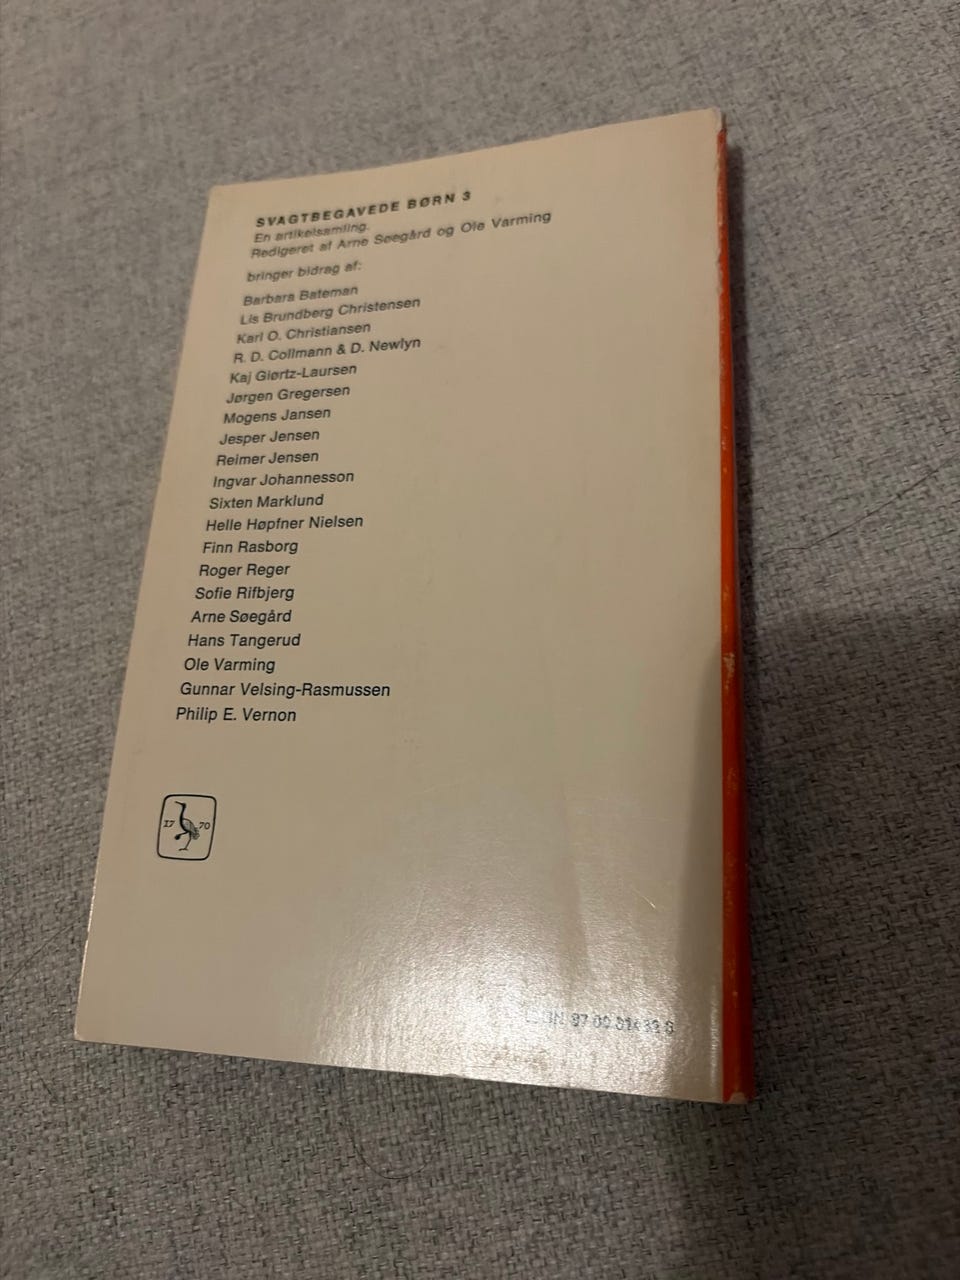 SVAGTBEGAVEDE BØRN 3
En artikelsamling.
Redigeret af Arne Søegård og Ole Varming
bringer bidrag af:
Barbara Bateman
Lis Brundberg Christensen
Karl O. Christiansen
R. D. Collmann & D. Newlyn
Kaj Giørtz-Laursen
Jørgen Gregersen
Mogens Jansen
Jesper Jensen
Reimer Jensen
Ingvar Johannesson
Sixten Marklund
Helle Høpfner Nielsen
Finn Rasborg
Roger Reger
Sofie Rifbjerg
Arne Søegård
Hans Tangerud
Ole Varming
Gunnar Velsing-Rasmussen
Philip E. Vernon
17 70
ISBN 87 00